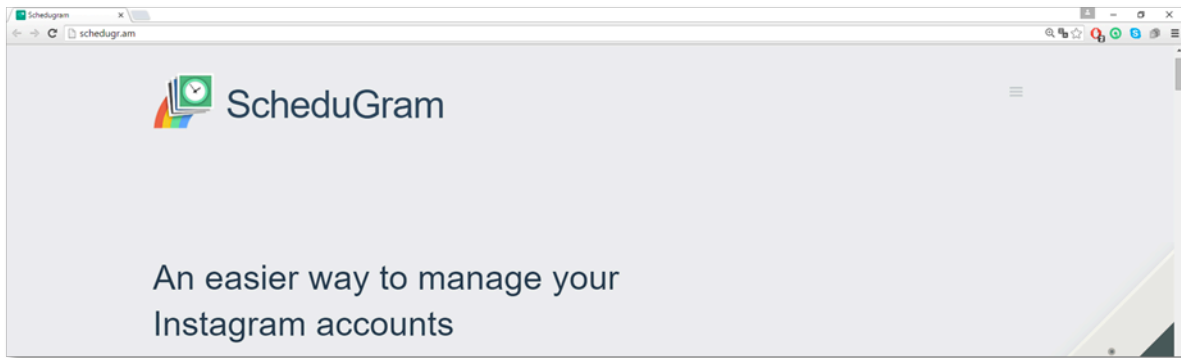 Schedugram
schedugr.am
ScheduGram
An easier way to manage your
Instagram accounts